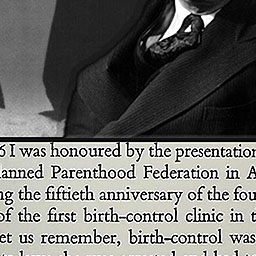 6 I was honoured by the presentation
lanned Parenthood Federation in A
ng the fiftieth anniversary of the fou
of the first birth-control clinic in t
et us remember, birth-control was